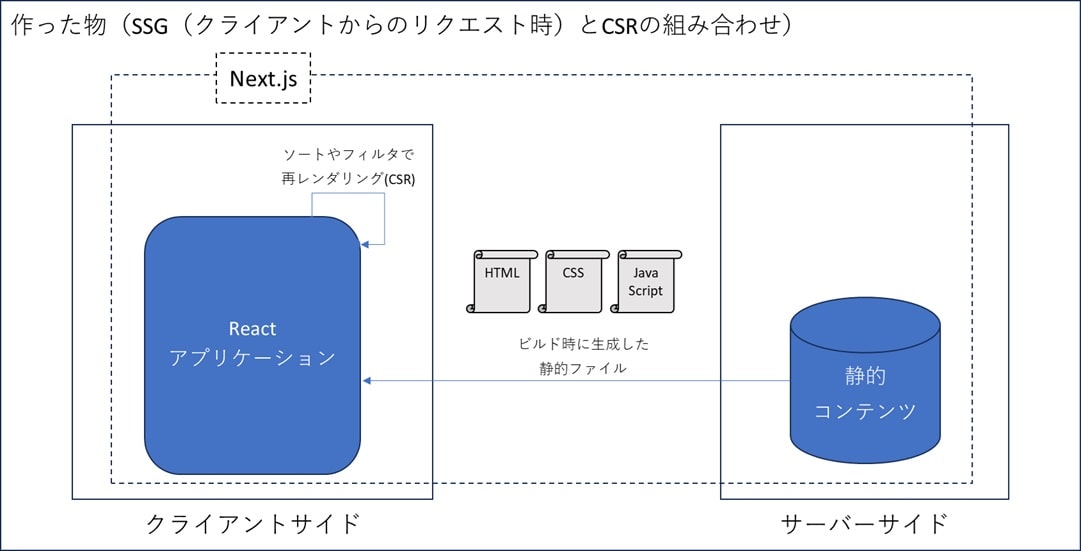 作った物（SSG（クライアントからのリクエスト時）とCSRの組み合わせ）
Next.js
ソートやフィルタで
再レンダリング(CSR)
HTML
CSS
Java
Script
React
アプリケーション
ビルド時に生成した
静的ファイル
静的
コンテンツ
クライアントサイド
サーバーサイド